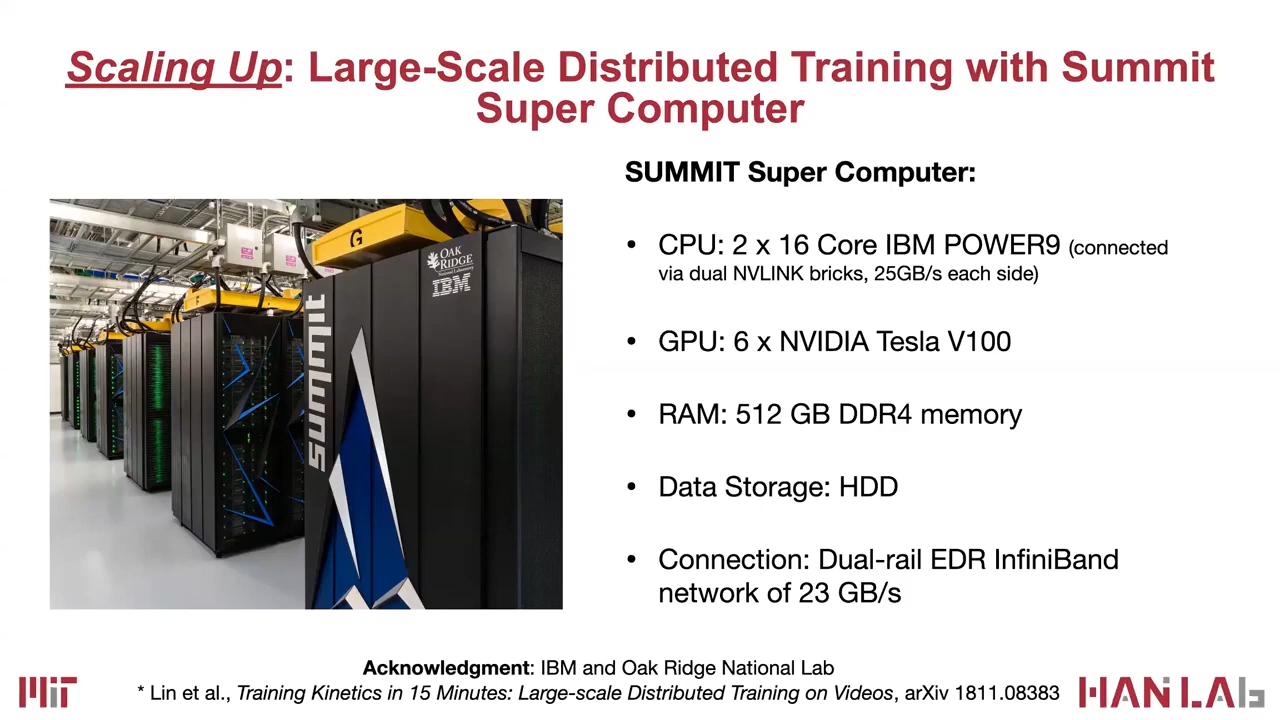 Scaling Up: Large-Scale Distributed Training with Summit
Super Computer
SUMMIT Super Computer:
• CPU: 2 x 16 Core IBM POWER9 (connected
via dual NVLINK bricks, 25GB/s each side)
• GPU: 6 x NVIDIA Tesla V100
• RAM: 512 GB DDR4 memory
• Data Storage: HDD
• Connection: Dual-rail EDR InfiniBand
network of 23 GB/s
G
OAK
RIDGE
National Laboratory
IBM
summit
Acknowledgment: IBM and Oak Ridge National Lab
* Lin et al., Training Kinetics in 15 Minutes: Large-scale Distributed Training on Videos, arXiv 1811.08383
MIT
HAN LAb